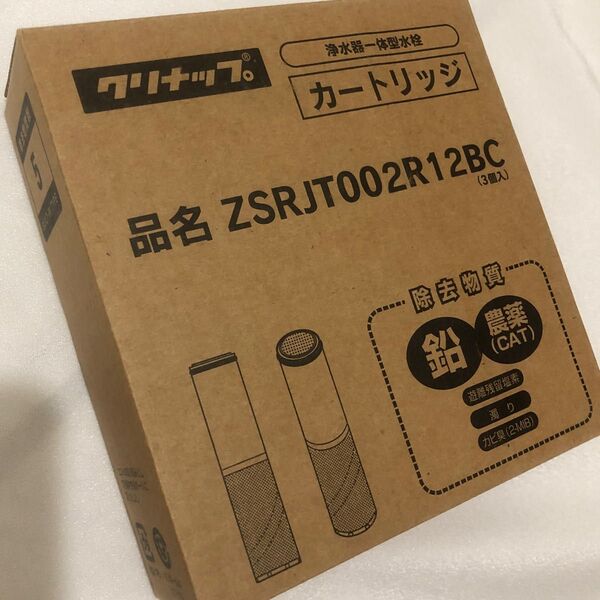 クリナップ。®
浄水器一体型水栓
カートリッジ
品名 ZSRJT002R12BC
(3個入)
除去物質
鉛
農薬
(CAT)
遊離残留塩素
濁り
カビ臭(2-MIB)
5